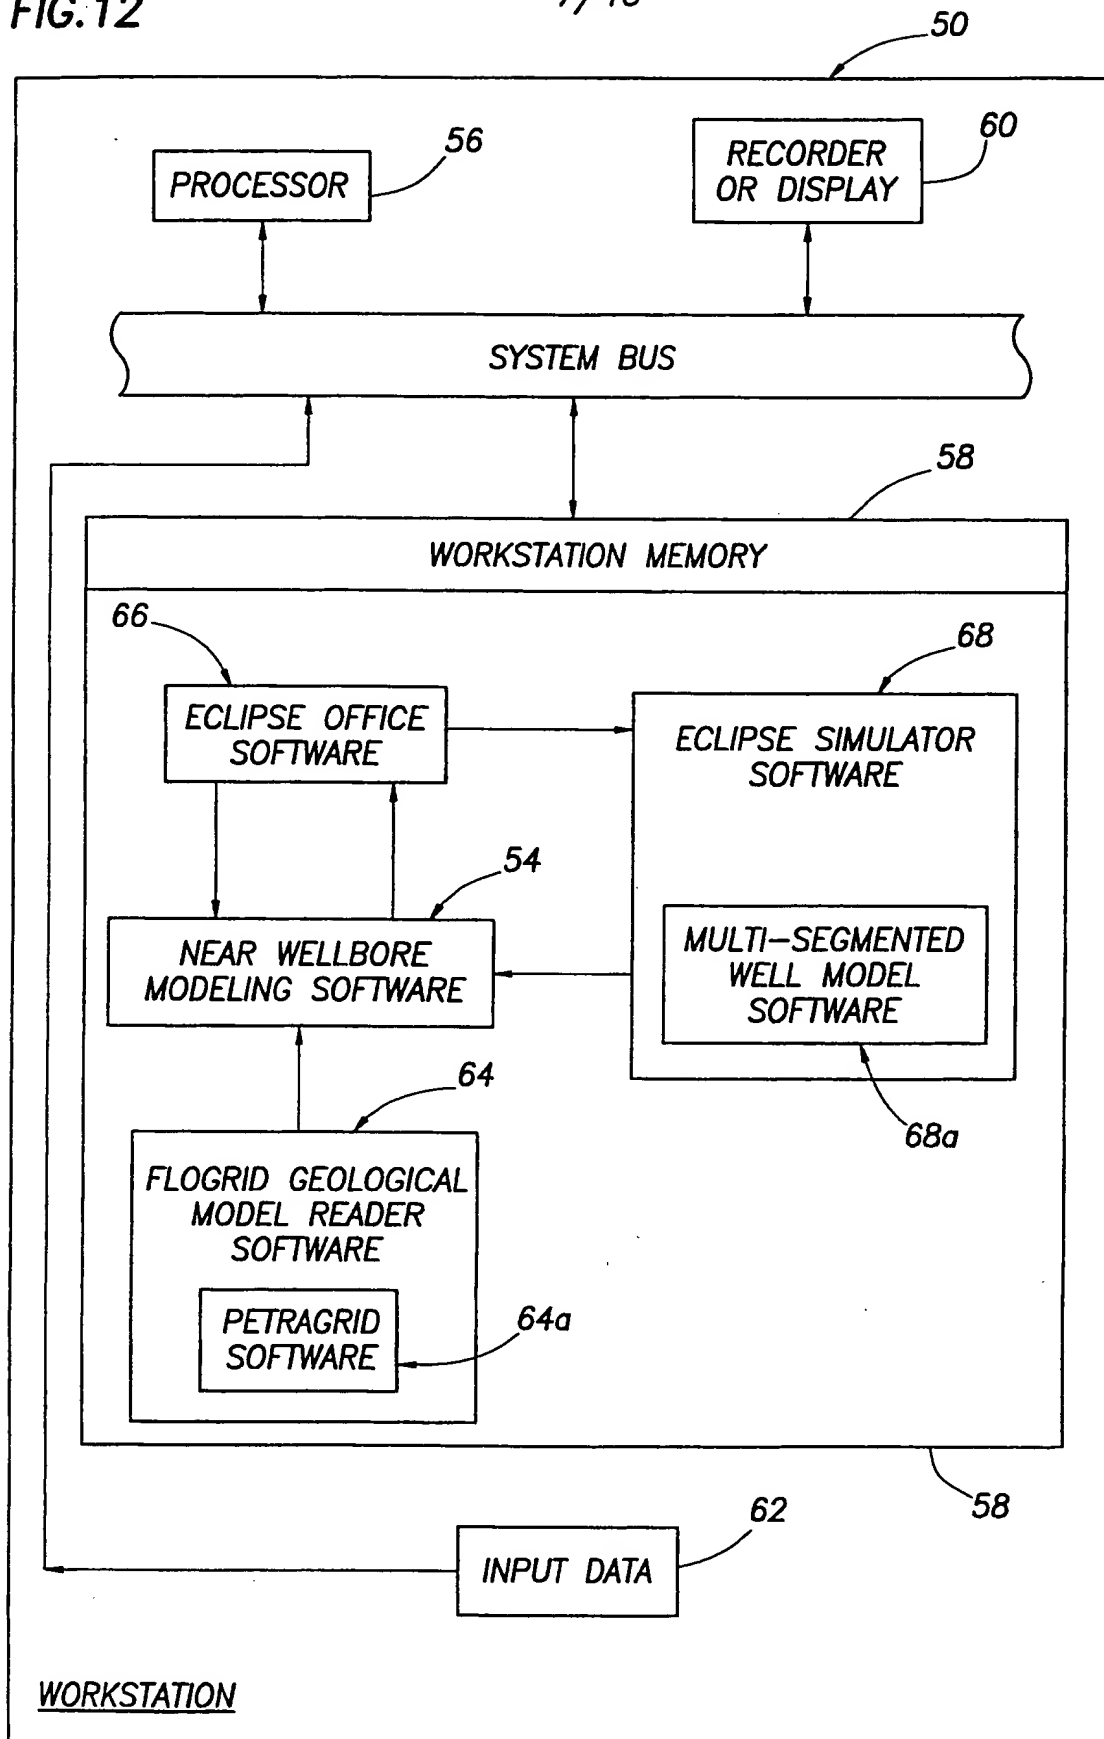 FIG. 12
50
PROCESSOR
56
RECORDER
OR DISPLAY
60
SYSTEM BUS
58
WORKSTATION MEMORY
66
ECLIPSE OFFICE
SOFTWARE
68
ECLIPSE SIMULATOR
SOFTWARE
54
NEAR WELLBORE
MODELING SOFTWARE
MULTI-SEGMENTED
WELL MODEL
SOFTWARE
68a
64
FLOGRID GEOLOGICAL
MODEL READER
SOFTWARE
PETRAGRID
SOFTWARE
64a
58
62
INPUT DATA
WORKSTATION